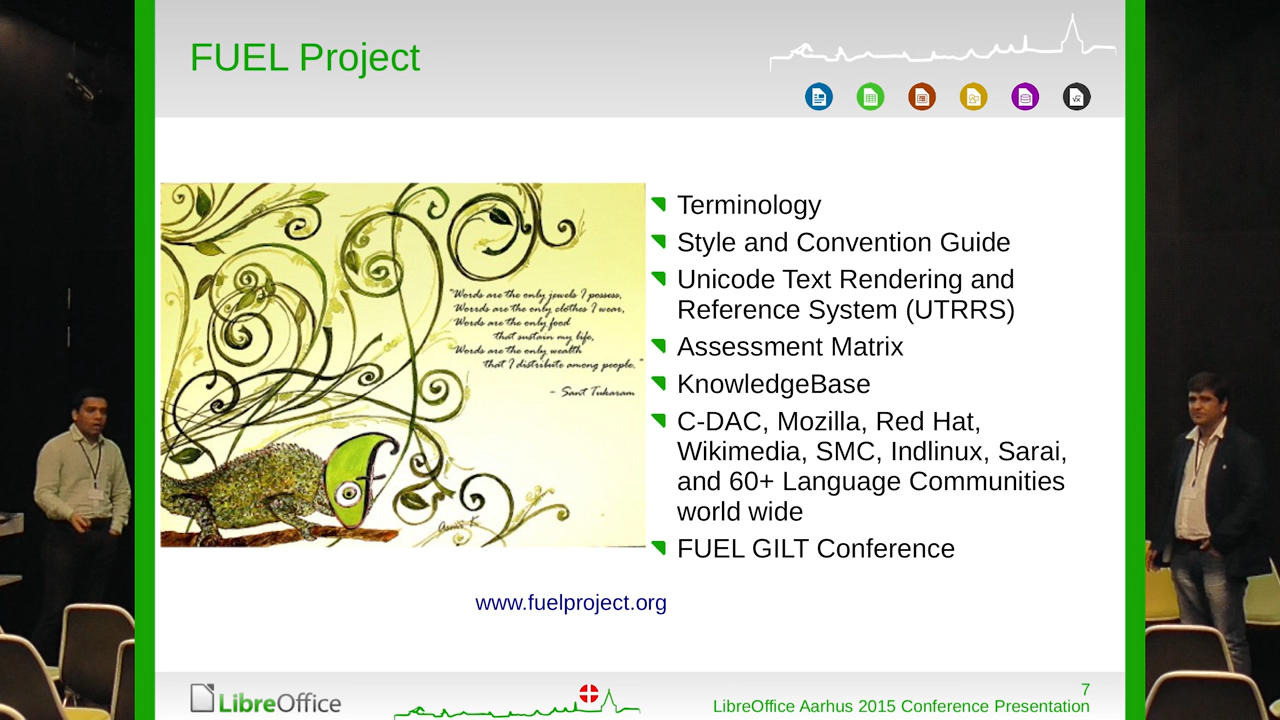 FUEL Project
"Words are the only jewels I possess,
Worrds are the only clothes I wear,
Words are the only food
that sustain my life,
Words are the only wealth
that I distribute among people."
- Sant Tukaram
Terminology
Style and Convention Guide
Unicode Text Rendering and
Reference System (UTRRS)
Assessment Matrix
KnowledgeBase
C-DAC, Mozilla, Red Hat,
Wikimedia, SMC, Indlinux, Sarai,
and 60+ Language Communities
world wide
FUEL GILT Conference
www.fuelproject.org
LibreOffice
7
LibreOffice Aarhus 2015 Conference Presentation